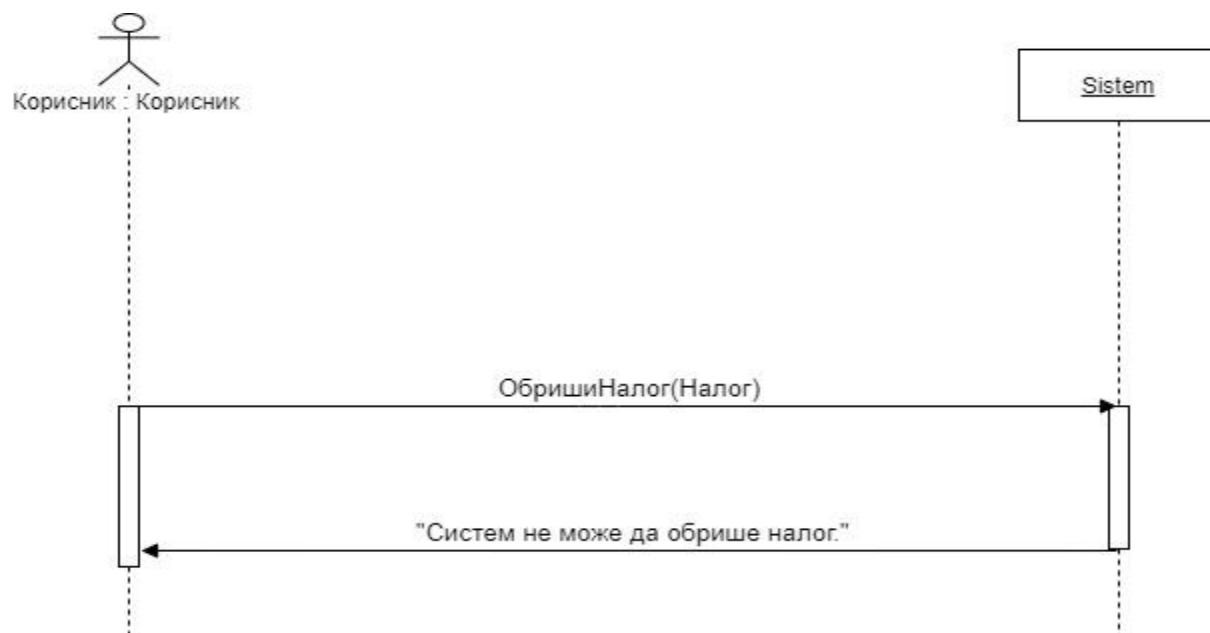 Корисник : Корисник
Sistem
ОбришиНалог(Налог)
"Систем не може да обрише налог."